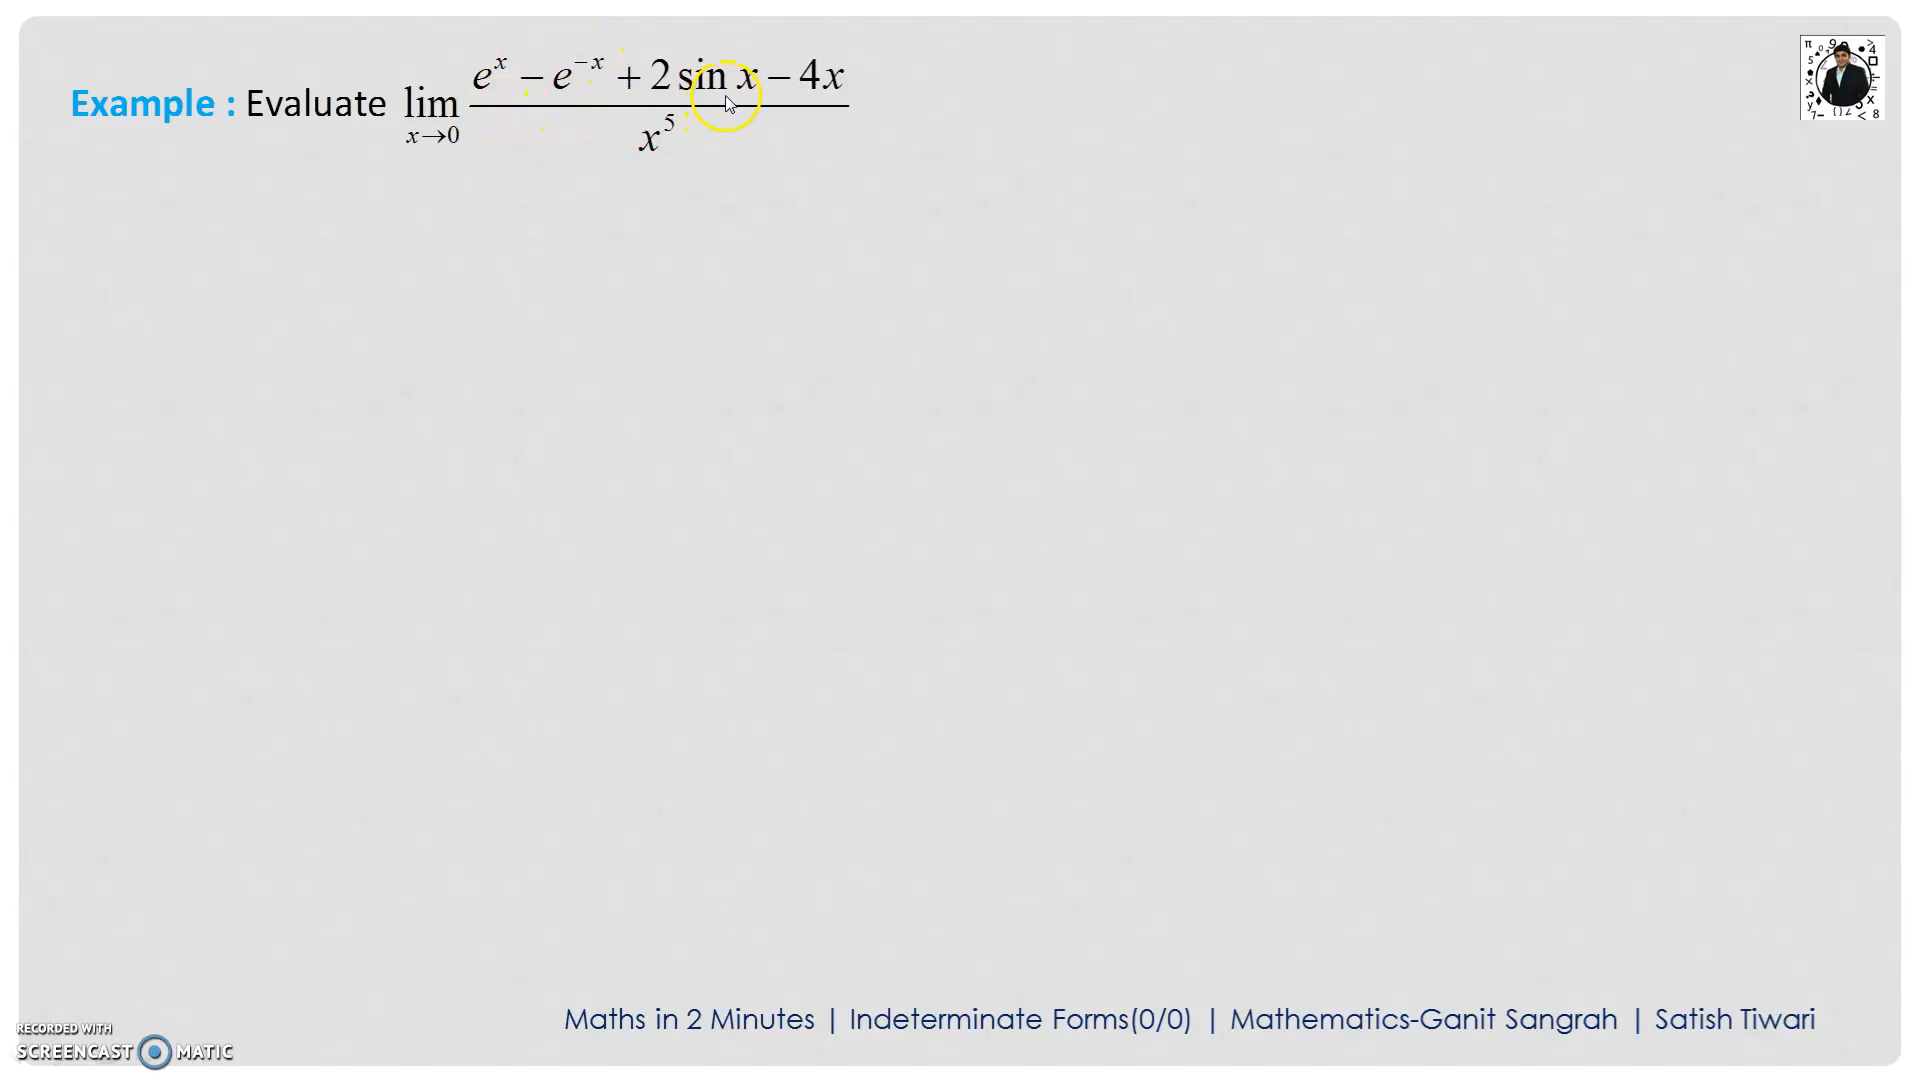 Example : Evaluate lim x→0 (e^x − e^−x + 2 sin x − 4x) / x^5
Maths in 2 Minutes | Indeterminate Forms(0/0) | Mathematics-Ganit Sangrah | Satish Tiwari
RECORDED WITH
SCREENCAST MATIC